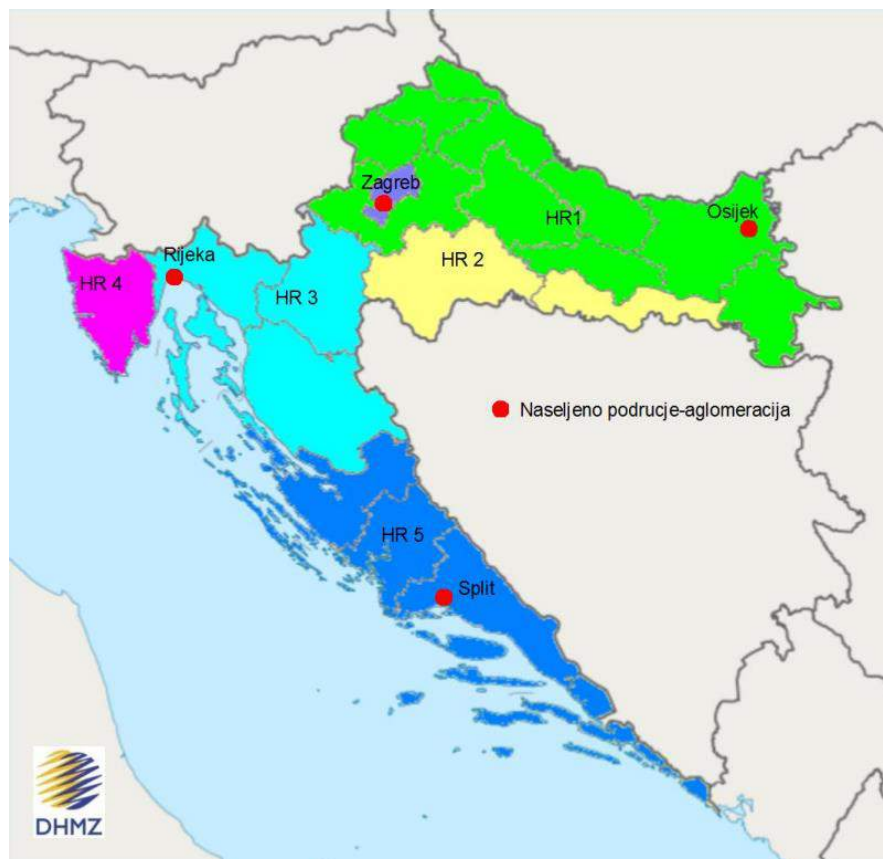 Zagreb
HR1
Osijek
Rijeka
HR 2
HR 4
HR 3
Naseljeno podrucje-aglomeracija
HR 5
Split
DHMZ